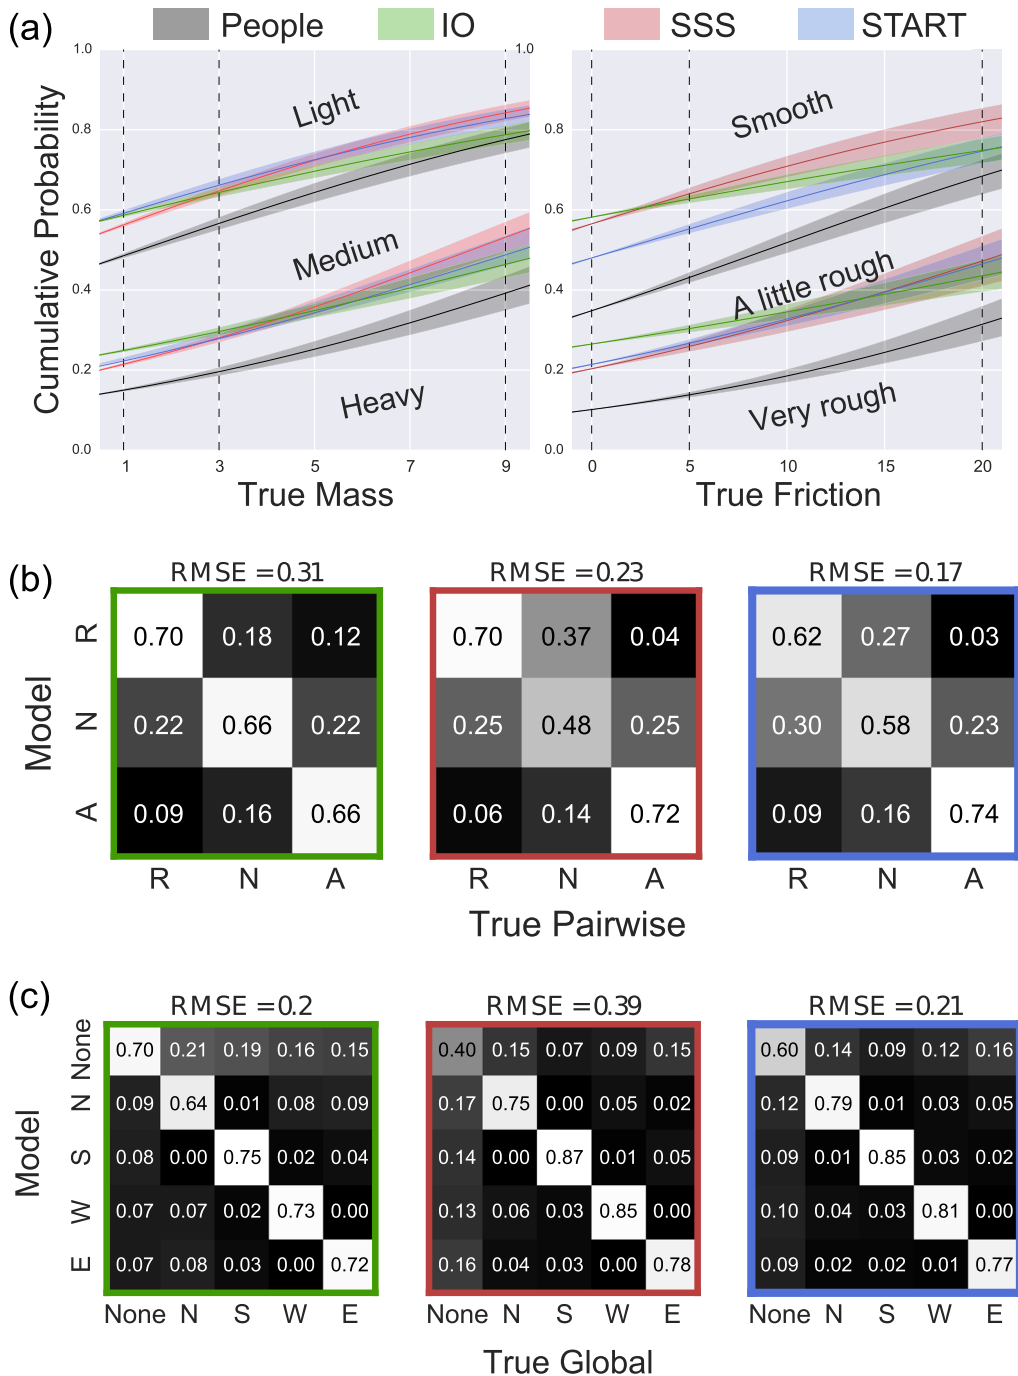 (a)
People IO SSS START
1.0 1.0
0.8
0.6
0.4
0.2
0.0
0.0
Cumulative Probability
Light
Medium
Heavy
Smooth
A little rough
Very rough
1 3 5 7 9
0 5 10 15 20
True Mass
True Friction
(b)
RMSE = 0.31
RMSE = 0.23
RMSE = 0.17
Model
R
0.70 0.18 0.12
0.70 0.37 0.04
0.62 0.27 0.03
N
0.22 0.66 0.22
0.25 0.48 0.25
0.30 0.58 0.23
A
0.09 0.16 0.66
0.06 0.14 0.72
0.09 0.16 0.74
R N A
R N A
R N A
True Pairwise
(c)
RMSE = 0.2
RMSE = 0.39
RMSE = 0.21
Model
None
0.70 0.21 0.19 0.16 0.15
0.40 0.15 0.07 0.09 0.15
0.60 0.14 0.09 0.12 0.16
N
0.09 0.64 0.01 0.08 0.09
0.17 0.75 0.00 0.05 0.02
0.12 0.79 0.01 0.03 0.05
S
0.08 0.00 0.75 0.02 0.04
0.14 0.00 0.87 0.01 0.05
0.09 0.01 0.85 0.03 0.02
W
0.07 0.07 0.02 0.73 0.00
0.13 0.06 0.03 0.85 0.00
0.10 0.04 0.03 0.81 0.00
E
0.07 0.08 0.03 0.00 0.72
0.16 0.04 0.03 0.00 0.78
0.09 0.02 0.02 0.01 0.77
None N S W E
None N S W E
None N S W E
True Global